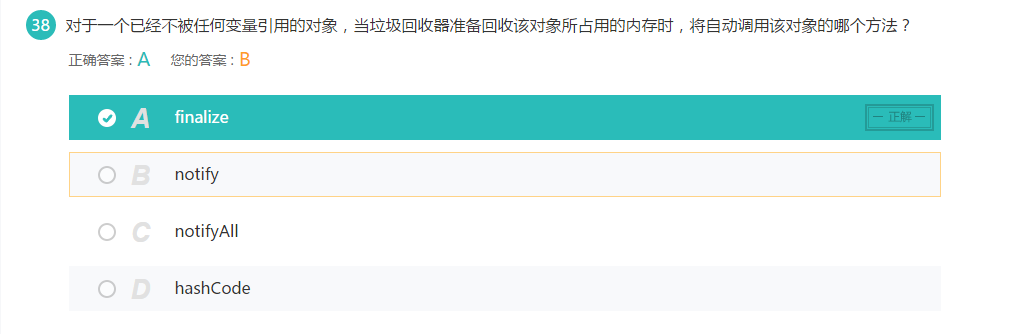 38 对于一个已经不被任何变量引用的对象，当垃圾回收器准备回收该对象所占用的内存时，将自动调用该对象的哪个方法？
正确答案 : A 您的答案 : B
A finalize 正解
B notify
C notifyAll
D hashCode